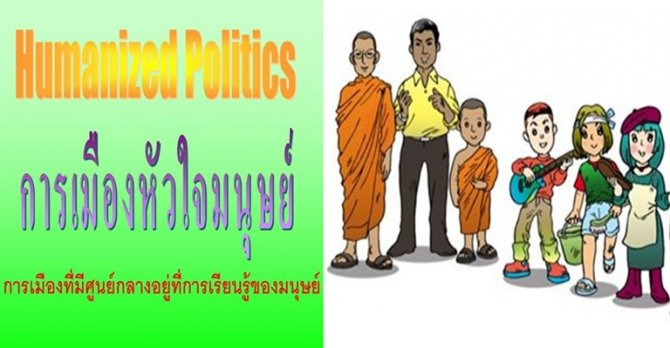 Humanized Politics
การเมืองหัวใจมนุษย์
การเมืองที่มีศูนย์กลางอยู่ที่การเรียนรู้ของมนุษย์